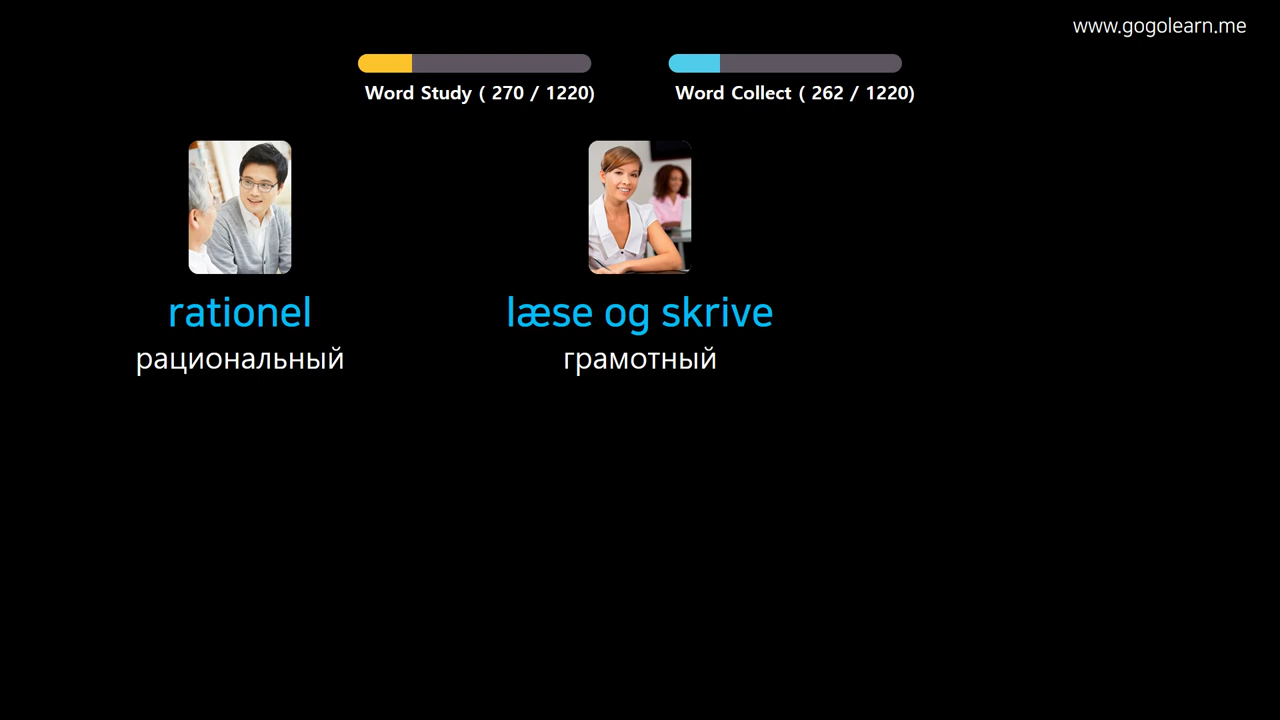 www.gogolearn.me
Word Study ( 270 / 1220)
Word Collect ( 262 / 1220)
rationel
læse og skrive
рациональный
грамотный